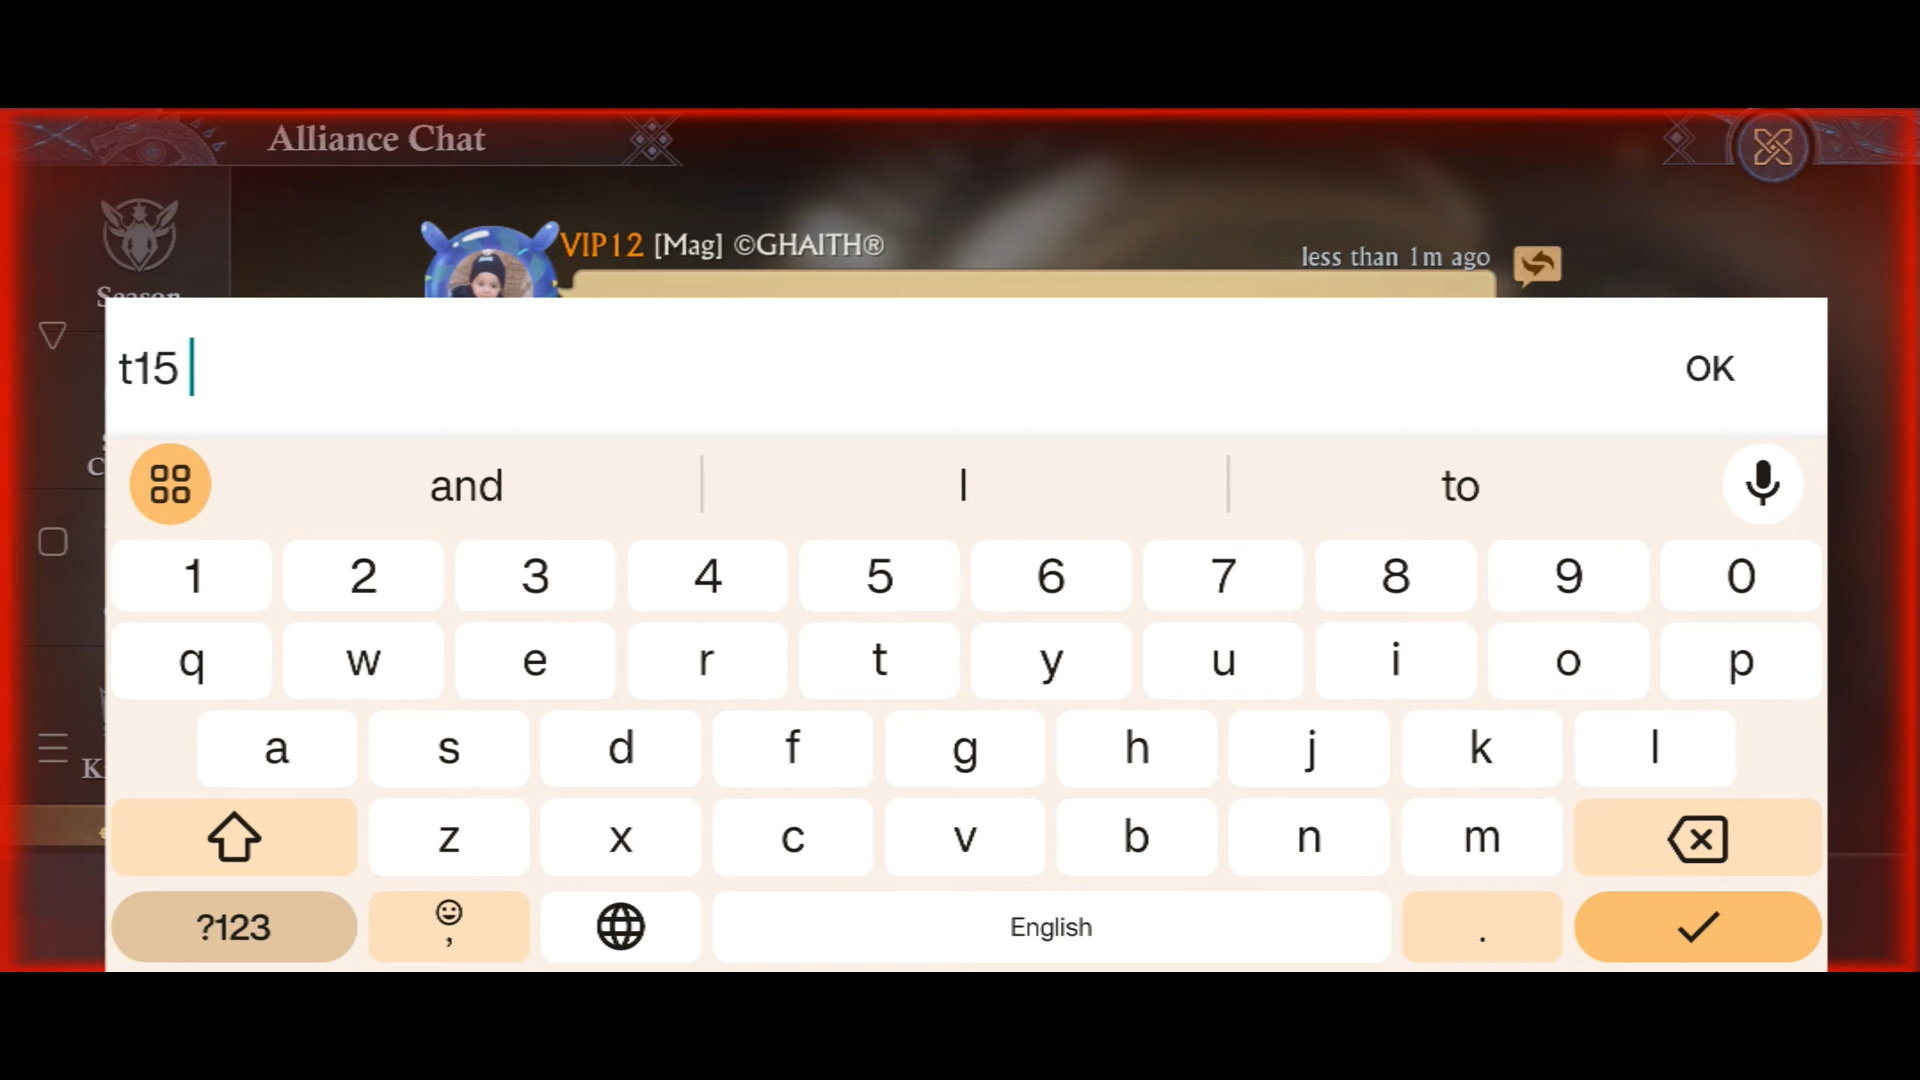 Alliance Chat
VIP12 [Mag] ©GHAITH®
less than 1m ago
Season
t15
OK
and
I
to
1 2 3 4 5 6 7 8 9 0
q w e r t y u i o p
a s d f g h j k l
z x c v b n m
?123
,
English
.